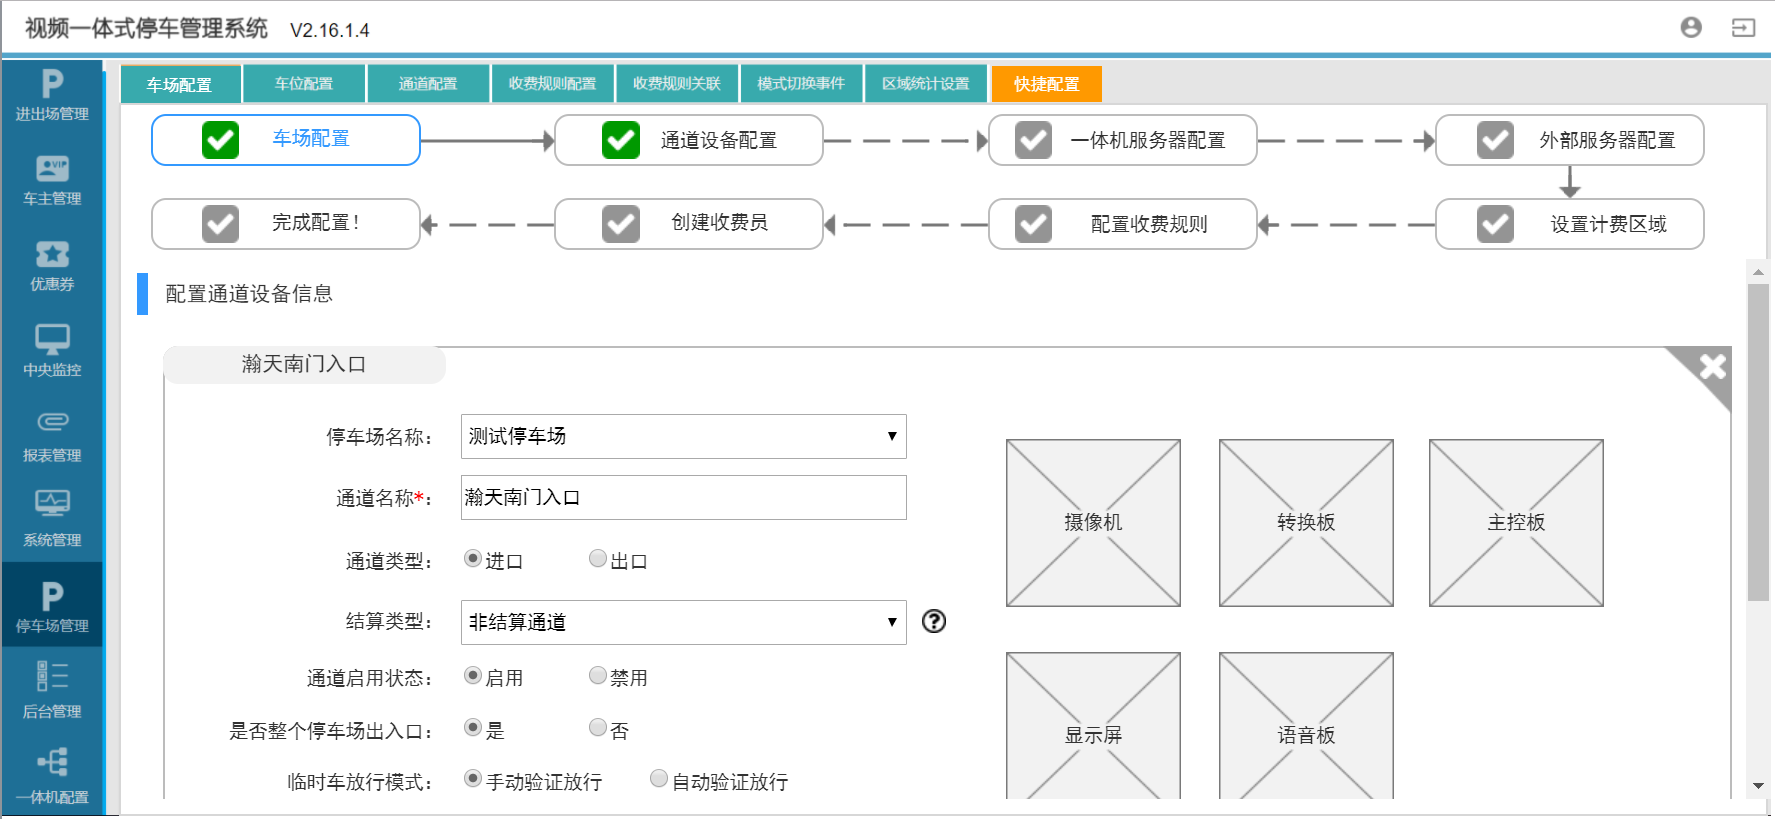 视频一体式停车管理系统 V2.16.1.4
进出场管理
车主管理
优惠券
中央监控
报表管理
系统管理
停车场管理
后台管理
一体机配置
车场配置 车位配置 通道配置 收费规则配置 收费规则关联 模式切换事件 区域统计设置 快捷配置
车场配置 通道设备配置 一体机服务器配置 外部服务器配置
完成配置！ 创建收费员 配置收费规则 设置计费区域
配置通道设备信息
瀚天南门入口
停车场名称： 测试停车场
通道名称*： 瀚天南门入口
通道类型： 进口 出口
结算类型： 非结算通道
通道启用状态： 启用 禁用
是否整个停车场出入口： 是 否
临时车放行模式： 手动验证放行 自动验证放行
摄像机 转换板 主控板
显示屏 语音板